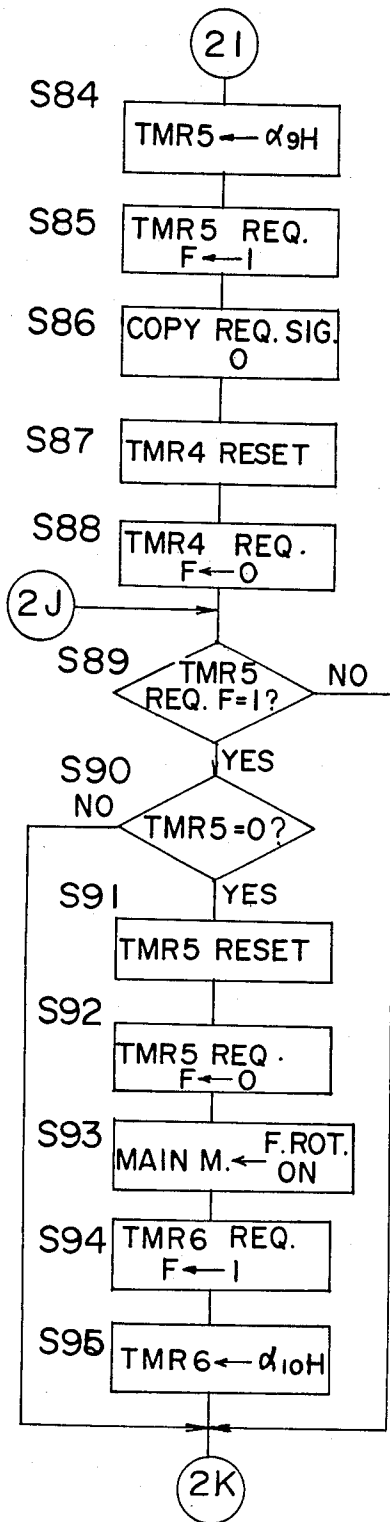 2I
S84
TMR5 ← α9H
S85
TMR5 REQ.
F ← 1
S86
COPY REQ. SIG.
0
S87
TMR4 RESET
S88
TMR4 REQ.
F ← 0
2J
S89
TMR5
REQ. F=1?
NO
YES
S90
NO
TMR5=0?
YES
S91
TMR5 RESET
S92
TMR5 REQ.
F ← 0
S93
MAIN M. ← F. ROT.
ON
S94
TMR6 REQ.
F ← 1
S95
TMR6 ← α10H
2K